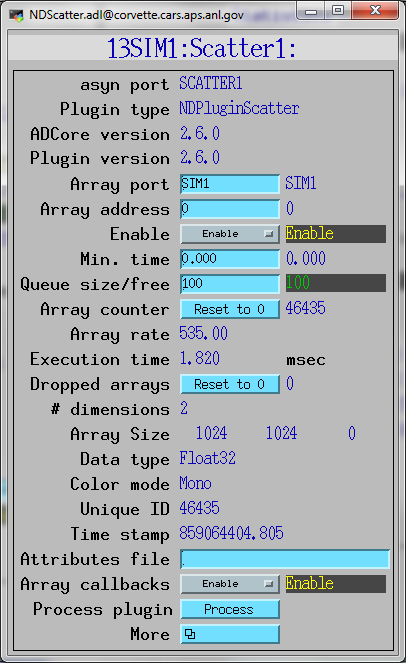 NDScatter.adl@corvette.cars.aps.anl.gov
13SIM1:Scatter1:
asyn port SCATTER1
Plugin type NDPluginScatter
ADCore version 2.6.0
Plugin version 2.6.0
Array port SIM1 SIM1
Array address 0 0
Enable Enable Enable
Min. time 0.000 0.000
Queue size/free 100 100
Array counter Reset to 0 46435
Array rate 535.00
Execution time 1.820 msec
Dropped arrays Reset to 0 0
# dimensions 2
Array Size 1024 1024 0
Data type Float32
Color mode Mono
Unique ID 46435
Time stamp 859064404.805
Attributes file
Array callbacks Enable Enable
Process plugin Process
More